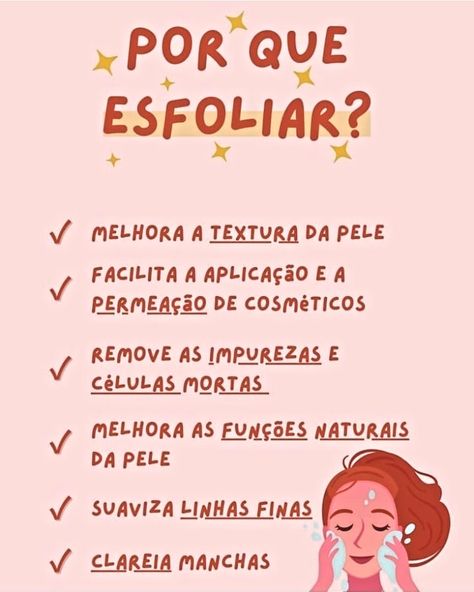 POR QUE
ESFOLIAR?
MELHORA A TEXTURA DA PELE
FACILITA A APLICAÇÃO E A
PERMEAÇÃO DE COSMÉTICOS
REMOVE AS IMPUREZAS E
CÉLULAS MORTAS
MELHORA AS FUNÇÕES NATURAIS
DA PELE
SUAVIZA LINHAS FINAS
CLAREIA MANCHAS